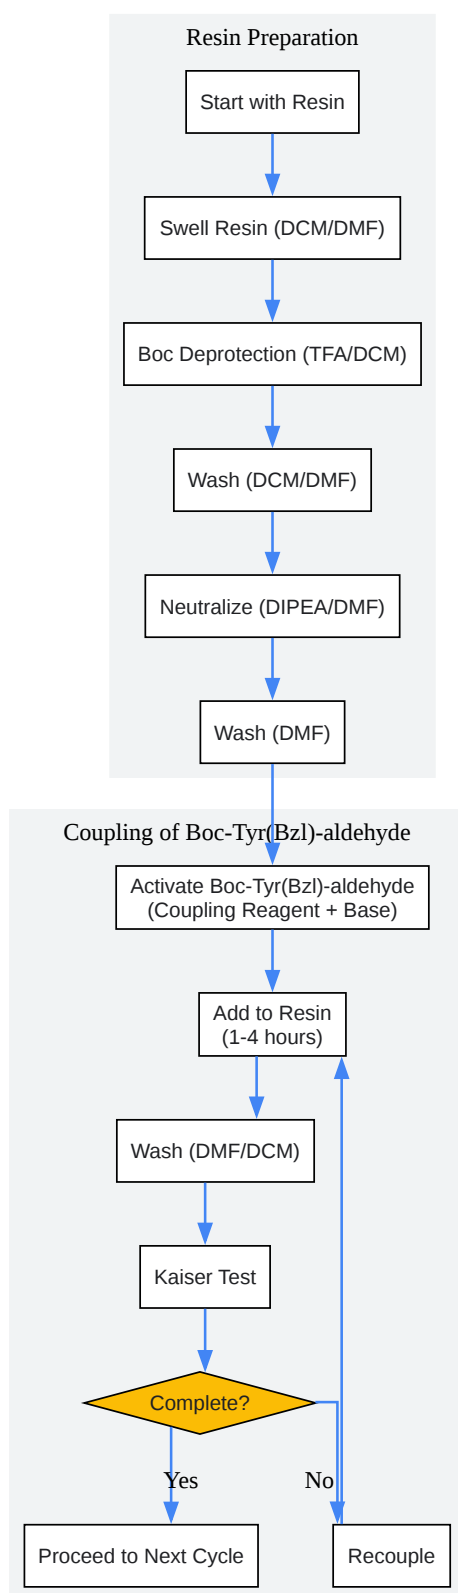 Resin Preparation
Start with Resin
Swell Resin (DCM/DMF)
Boc Deprotection (TFA/DCM)
Wash (DCM/DMF)
Neutralize (DIPEA/DMF)
Wash (DMF)
Coupling of Boc-Tyr(Bzl)-aldehyde
Activate Boc-Tyr(Bzl)-aldehyde
(Coupling Reagent + Base)
Add to Resin
(1-4 hours)
Wash (DMF/DCM)
Kaiser Test
Complete?
Yes
No
Proceed to Next Cycle
Recouple